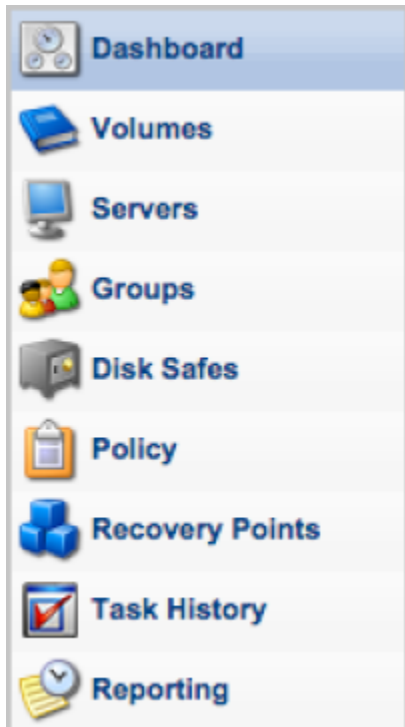 Dashboard
Volumes
Servers
Groups
Disk Safes
Policy
Recovery Points
Task History
Reporting